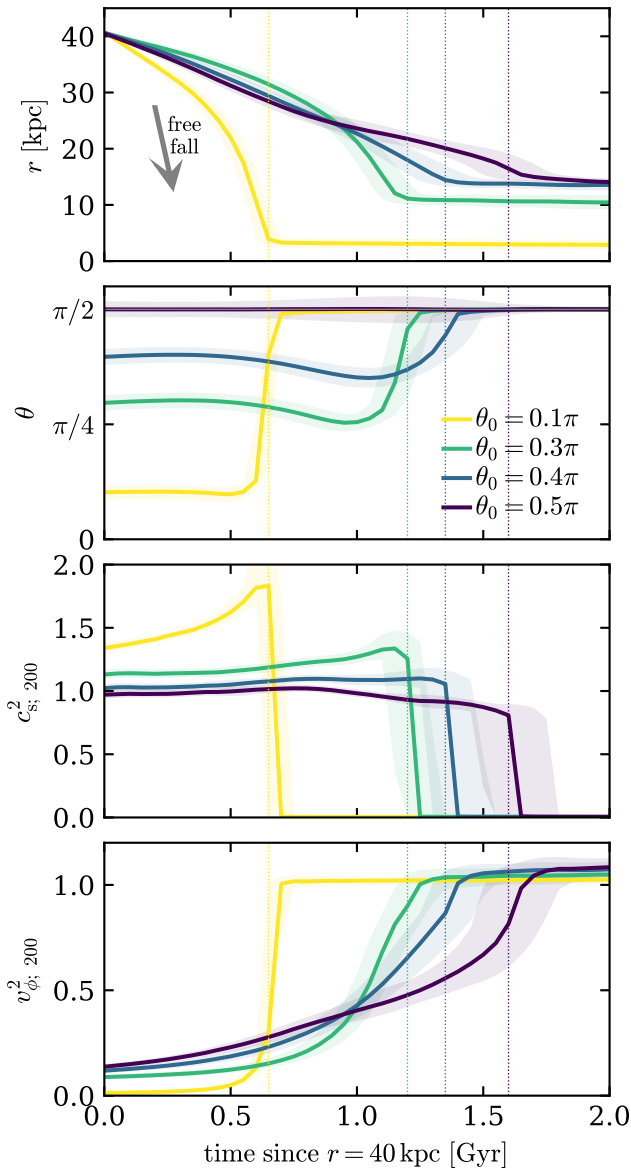 40
30
20
10
0
r [kpc]
free
fall
π/2
π/4
0
θ
θ₀ = 0.1π
θ₀ = 0.3π
θ₀ = 0.4π
θ₀ = 0.5π
2.0
1.5
1.0
0.5
0.0
c²ₛ; ₂₀₀
1.0
0.5
0.0
v²_ϕ; ₂₀₀
0.0 0.5 1.0 1.5 2.0
time since r = 40 kpc [Gyr]